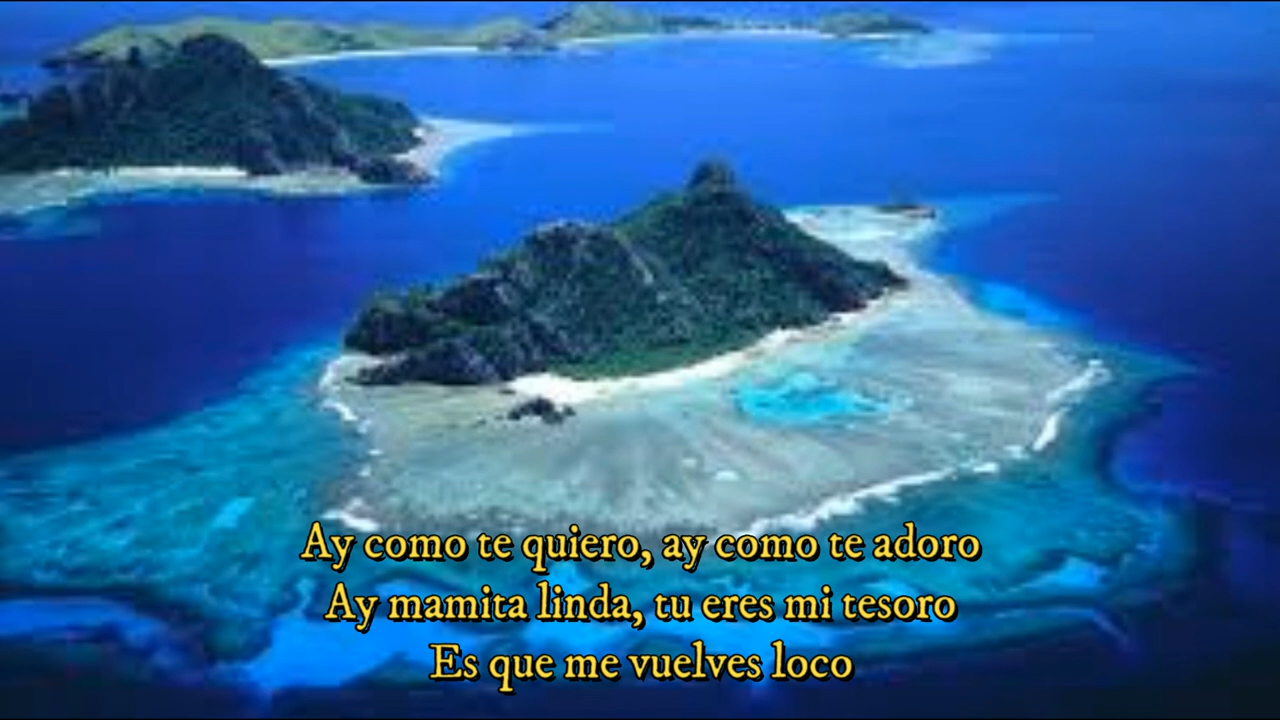 Ay como te quiero, ay como te adoro
Ay mamita linda, tu eres mi tesoro
Es que me vuelves loco